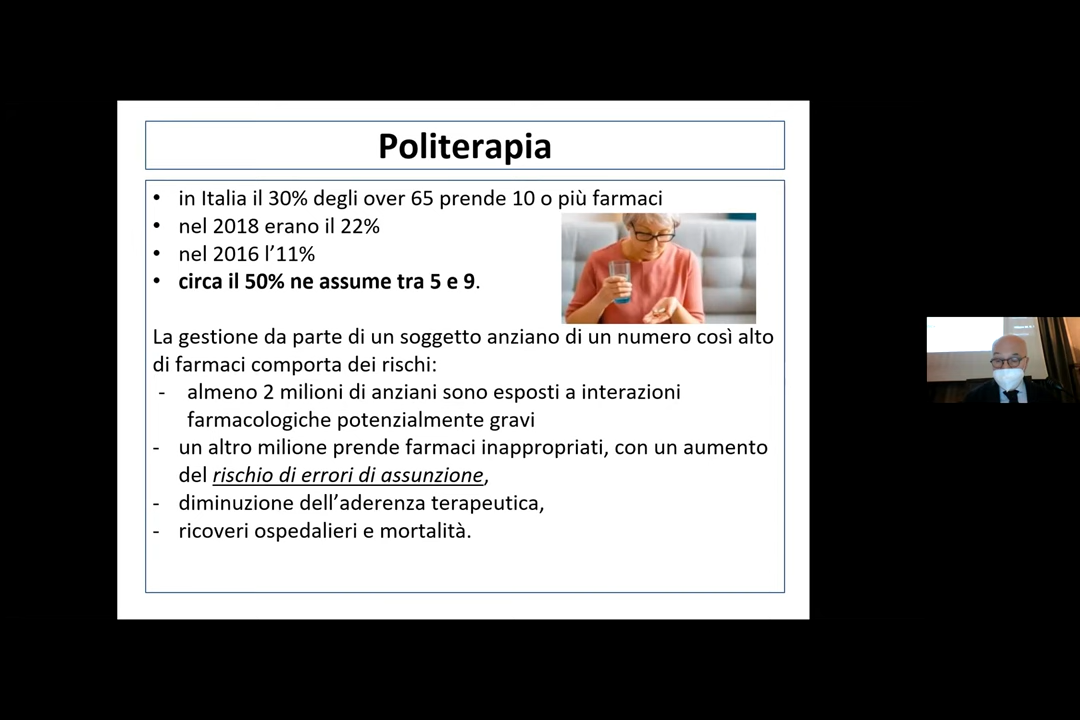 Politerapia
• in Italia il 30% degli over 65 prende 10 o più farmaci
• nel 2018 erano il 22%
• nel 2016 l’11%
• circa il 50% ne assume tra 5 e 9.
La gestione da parte di un soggetto anziano di un numero così alto
di farmaci comporta dei rischi:
- almeno 2 milioni di anziani sono esposti a interazioni
farmacologiche potenzialmente gravi
- un altro milione prende farmaci inappropriati, con un aumento
del rischio di errori di assunzione,
- diminuzione dell’aderenza terapeutica,
- ricoveri ospedalieri e mortalità.